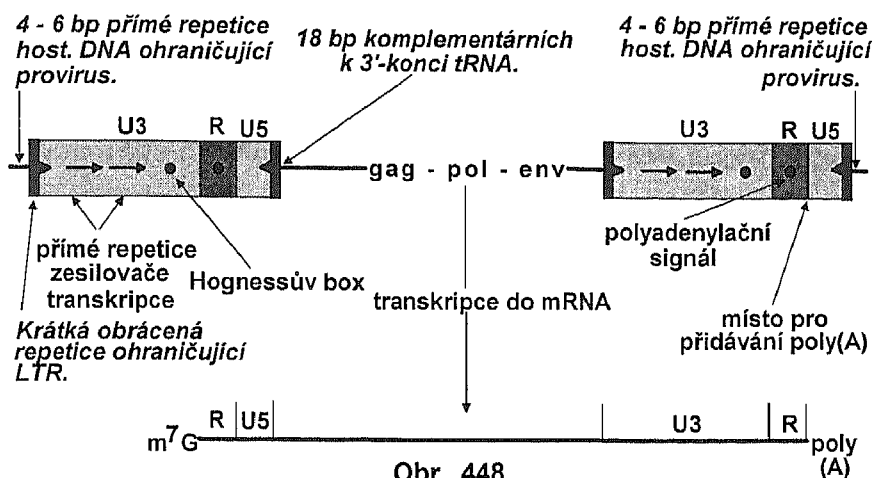 4 - 6 bp přímé repetice
host. DNA ohraničující
provirus.
18 bp komplementárních
k 3'-konci tRNA.
4 - 6 bp přímé repetice
host. DNA ohraničující
provirus.
U3 R U5
U3 R U5
gag - pol - env
přímé repetice
zesilovače
transkripce
Hognessův box
polyadenylační
signál
Krátká obrácená
repetice ohraničující
LTR.
transkripce do mRNA
místo pro
přidávání poly(A)
R U5
U3 R
m7G
poly
(A)
Obr. 448